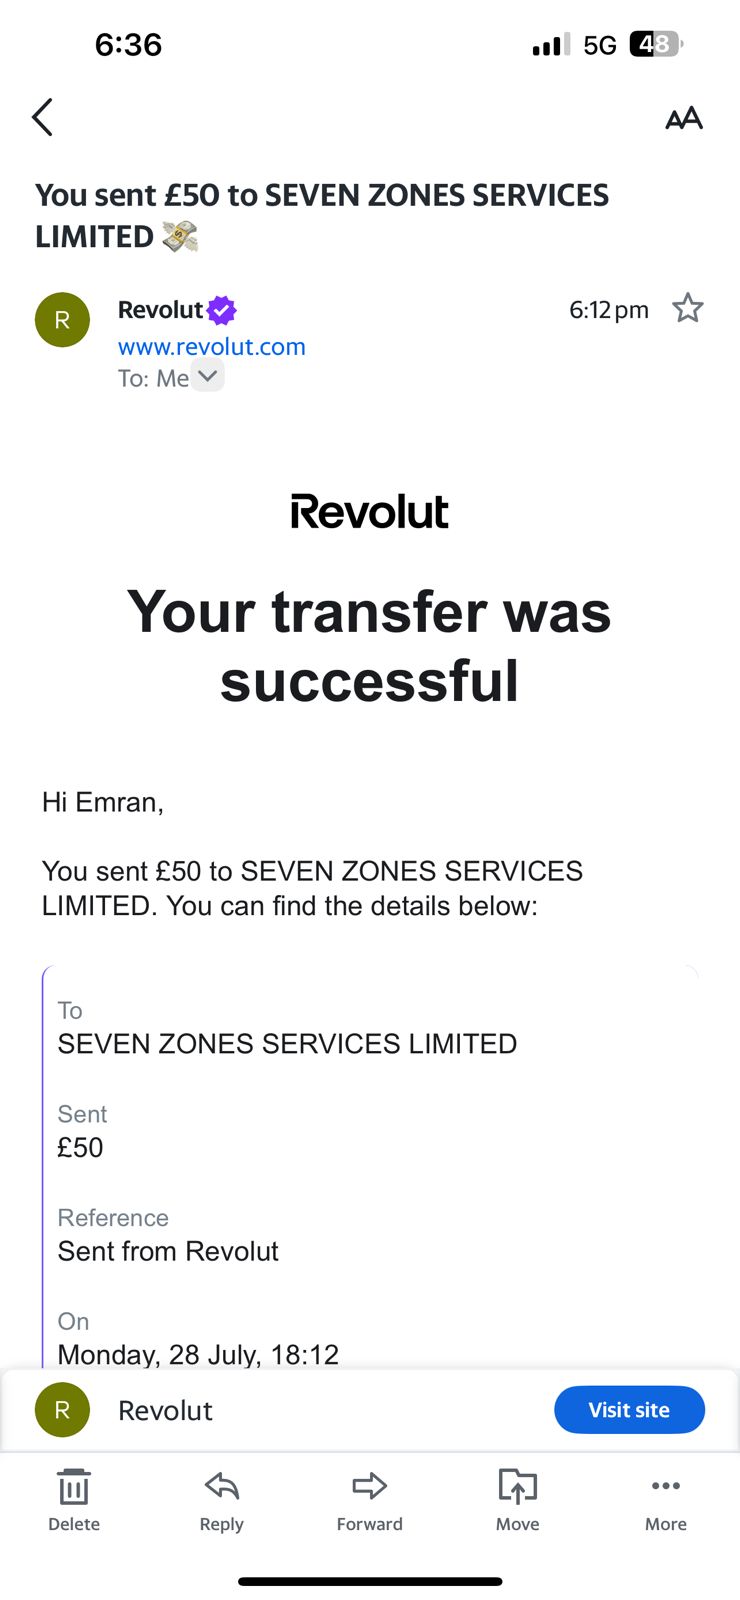 6:36
5G 48
AA
You sent £50 to SEVEN ZONES SERVICES
LIMITED 💸
R
Revolut
6:12 pm
www.revolut.com
To: Me
Revolut
Your transfer was
successful
Hi Emran,
You sent £50 to SEVEN ZONES SERVICES
LIMITED. You can find the details below:
To
SEVEN ZONES SERVICES LIMITED
Sent
£50
Reference
Sent from Revolut
On
Monday, 28 July, 18:12
R
Revolut
Visit site
Delete
Reply
Forward
Move
More